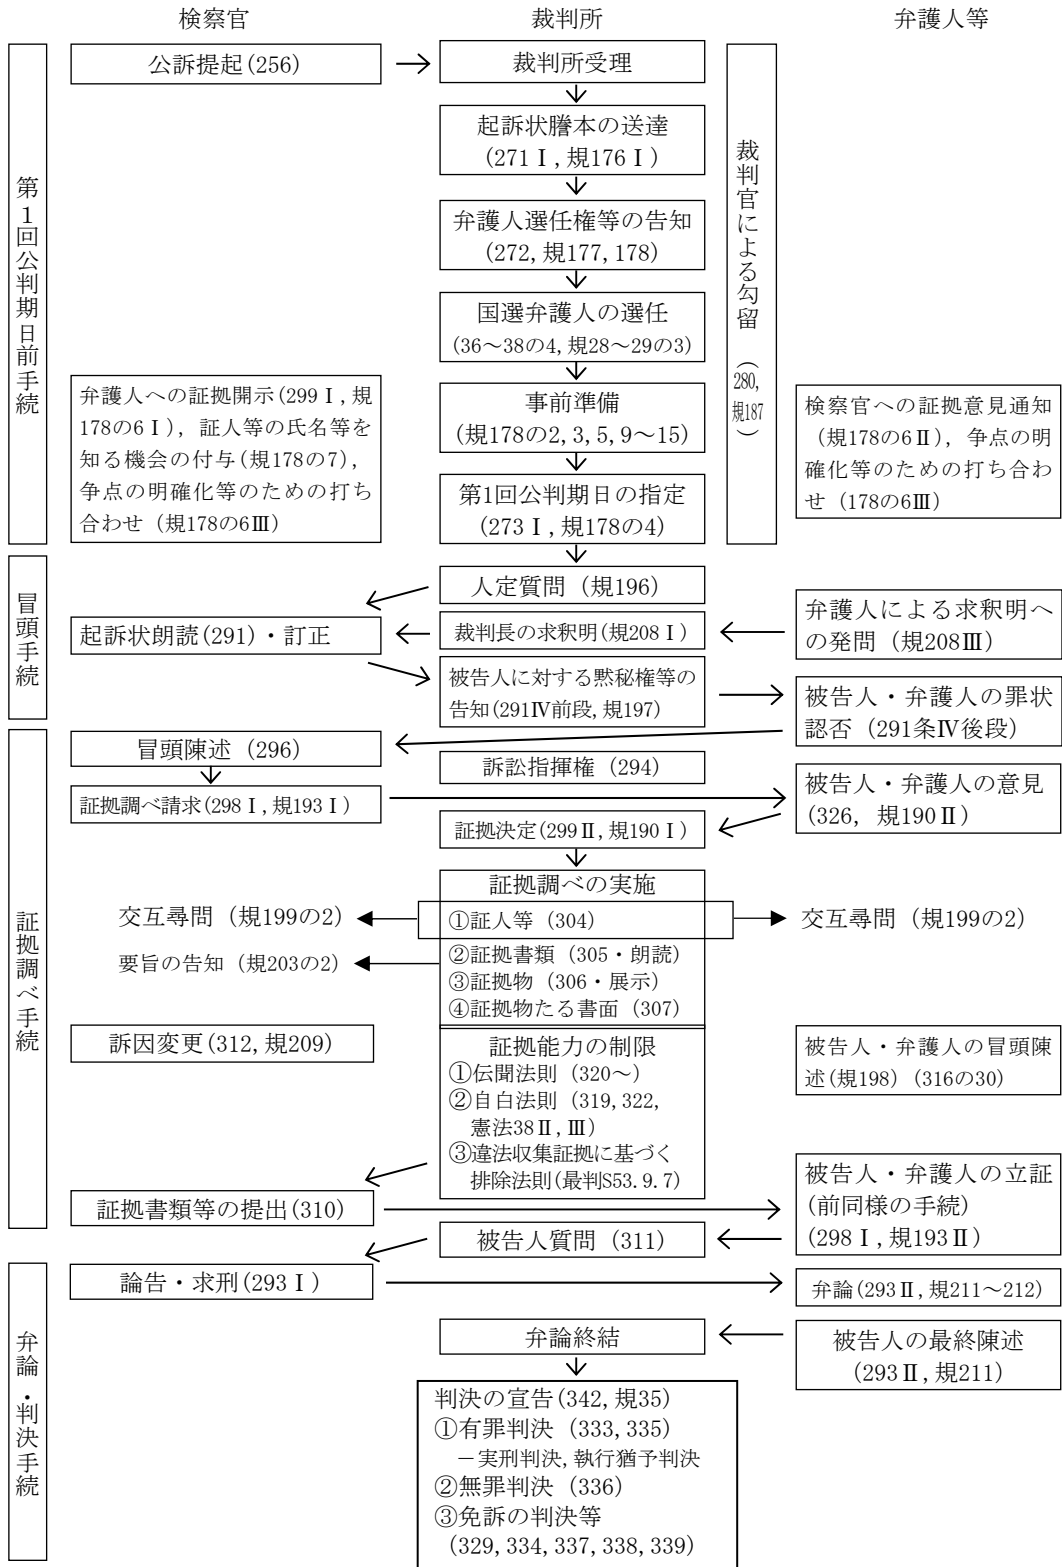 検察官
裁判所
弁護人等
第1回公判期日前手続
公訴提起(256)
裁判所受理
起訴状謄本の送達
(271Ⅰ,規176Ⅰ)
弁護人選任権等の告知
(272,規177,178)
国選弁護人の選任
(36～38の4,規28～29の3)
裁判官による勾留(280,規187)
弁護人への証拠開示(299Ⅰ,規
178の6Ⅰ)，証人等の氏名等を
知る機会の付与(規178の7),
争点の明確化等のための打ち
合わせ（規178の6Ⅲ）
事前準備
(規178の2,3,5,9～15)
第1回公判期日の指定
(273Ⅰ,規178の4)
検察官への証拠意見通知
（規178の6Ⅱ），争点の明
確化等のための打ち合わ
せ（178の6Ⅲ）
冒頭手続
人定質問（規196）
起訴状朗読(291)・訂正
裁判長の求釈明(規208Ⅰ)
弁護人による求釈明へ
の発問（規208Ⅲ）
被告人に対する黙秘権等の
告知(291Ⅳ前段,規197)
被告人・弁護人の罪状
認否（291条Ⅳ後段）
証拠調べ手続
冒頭陳述（296）
訴訟指揮権（294）
証拠調べ請求(298Ⅰ,規193Ⅰ)
被告人・弁護人の意見
(326，規190Ⅱ)
証拠決定(299Ⅱ,規190Ⅰ)
証拠調べの実施
交互尋問（規199の2）
①証人等（304）
交互尋問（規199の2）
要旨の告知（規203の2）
②証拠書類（305・朗読）
③証拠物（306・展示）
④証拠物たる書面（307）
訴因変更(312,規209)
証拠能力の制限
①伝聞法則（320～）
②自白法則（319,322,
憲法38Ⅱ,Ⅲ）
③違法収集証拠に基づく
排除法則(最判S53.9.7)
被告人・弁護人の冒頭陳
述(規198)（316の30）
証拠書類等の提出(310)
被告人・弁護人の立証
(前同様の手続)
(298Ⅰ,規193Ⅱ)
被告人質問（311）
弁論・判決手続
論告・求刑(293Ⅰ)
弁論(293Ⅱ,規211～212)
弁論終結
被告人の最終陳述
(293Ⅱ,規211)
判決の宣告(342,規35)
①有罪判決（333,335）
－実刑判決,執行猶予判決
②無罪判決（336）
③免訴の判決等
（329,334,337,338,339）